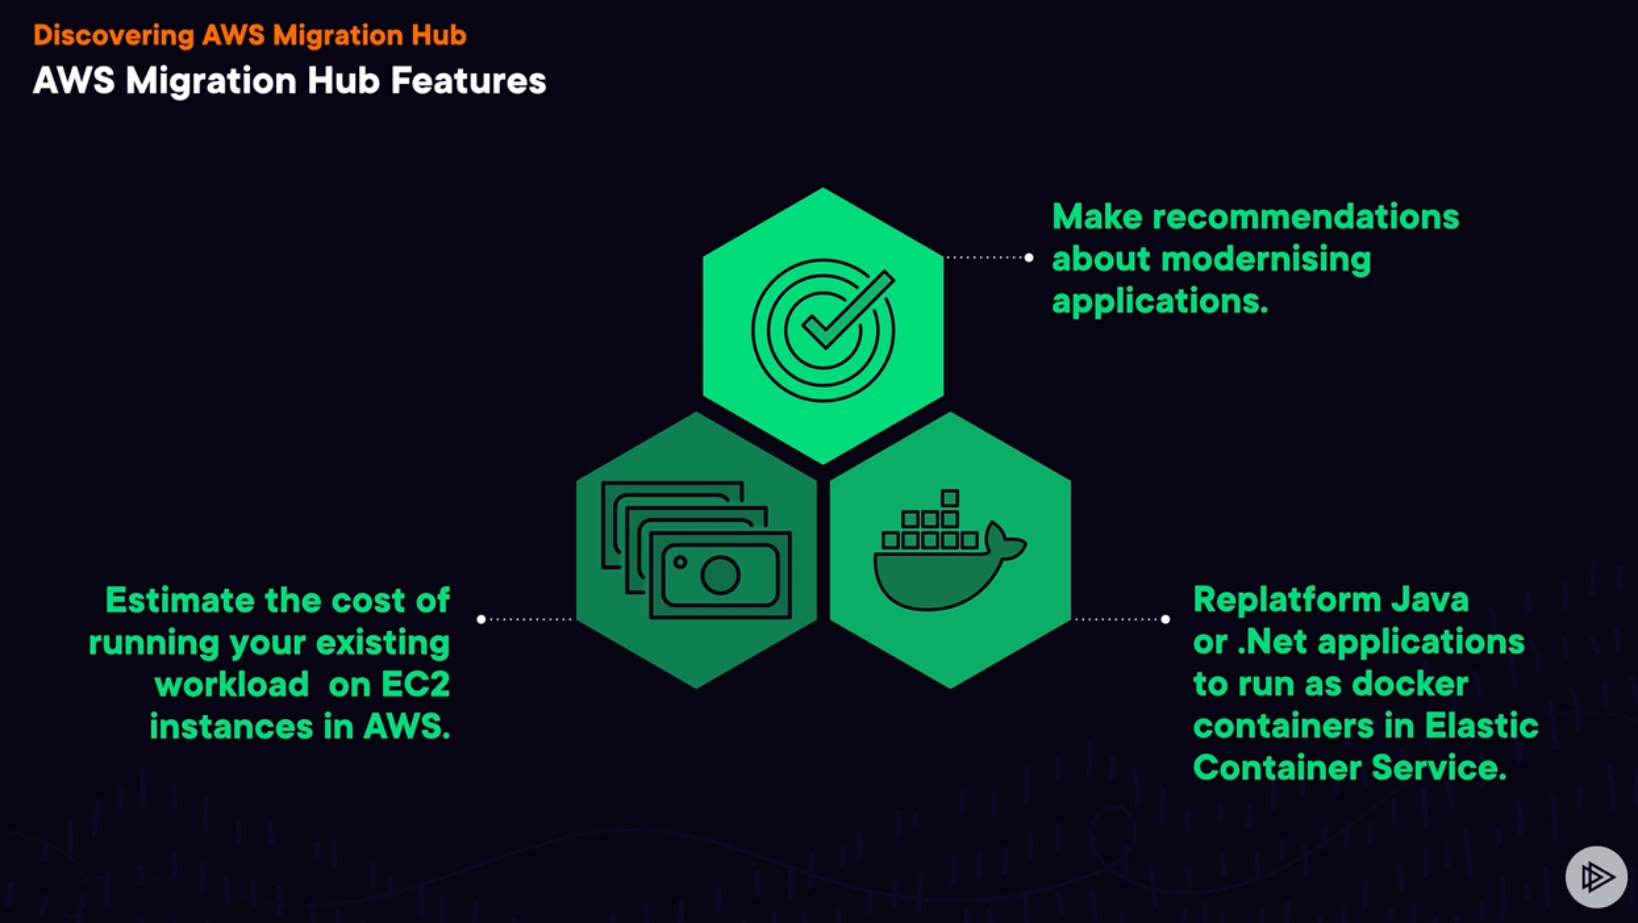 Discovering AWS Migration Hub
AWS Migration Hub Features
Make recommendations
about modernising
applications.
Estimate the cost of
running your existing
workload  on EC2
instances in AWS.
Replatform Java
or .Net applications
to run as docker
containers in Elastic
Container Service.